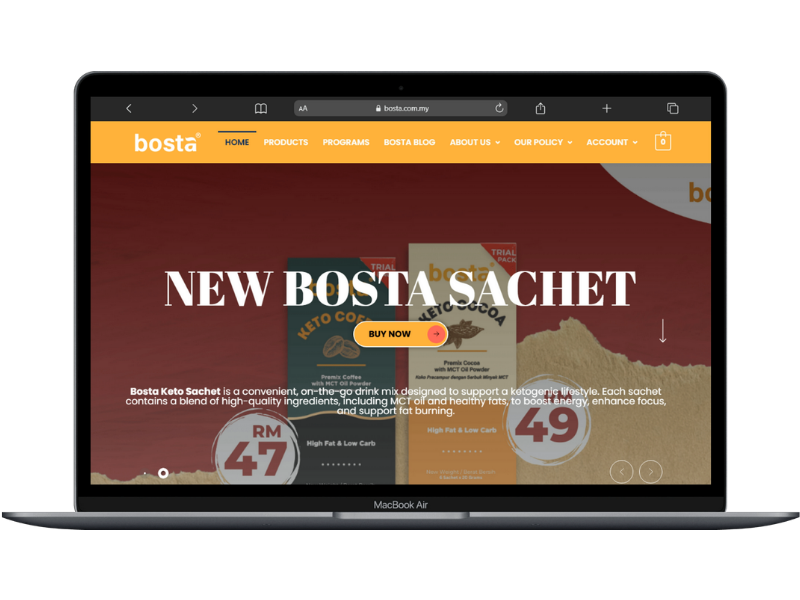 AA
bosta.com.my
bosta®
HOME
PRODUCTS
PROGRAMS
BOSTA BLOG
ABOUT US
OUR POLICY
ACCOUNT
0
TRIAL
TRIAL
PACK
bosta
NEW BOSTA SACHET
KETO COCOA
BUY NOW
Premix Coffee
with MCT Oil Powder
Premix Cocoa
with MCT Oil Powder
Bosta Keto Sachet is a convenient, on-the-go drink mix designed to support a ketogenic lifestyle. Each sachet
contains a blend of high-quality ingredients, including MCT oil and healthy fats, to boost energy, enhance focus,
and support fat burning.
RM
47
49
High Fat & Low Carb
High Fat & Low Carb
MacBook Air